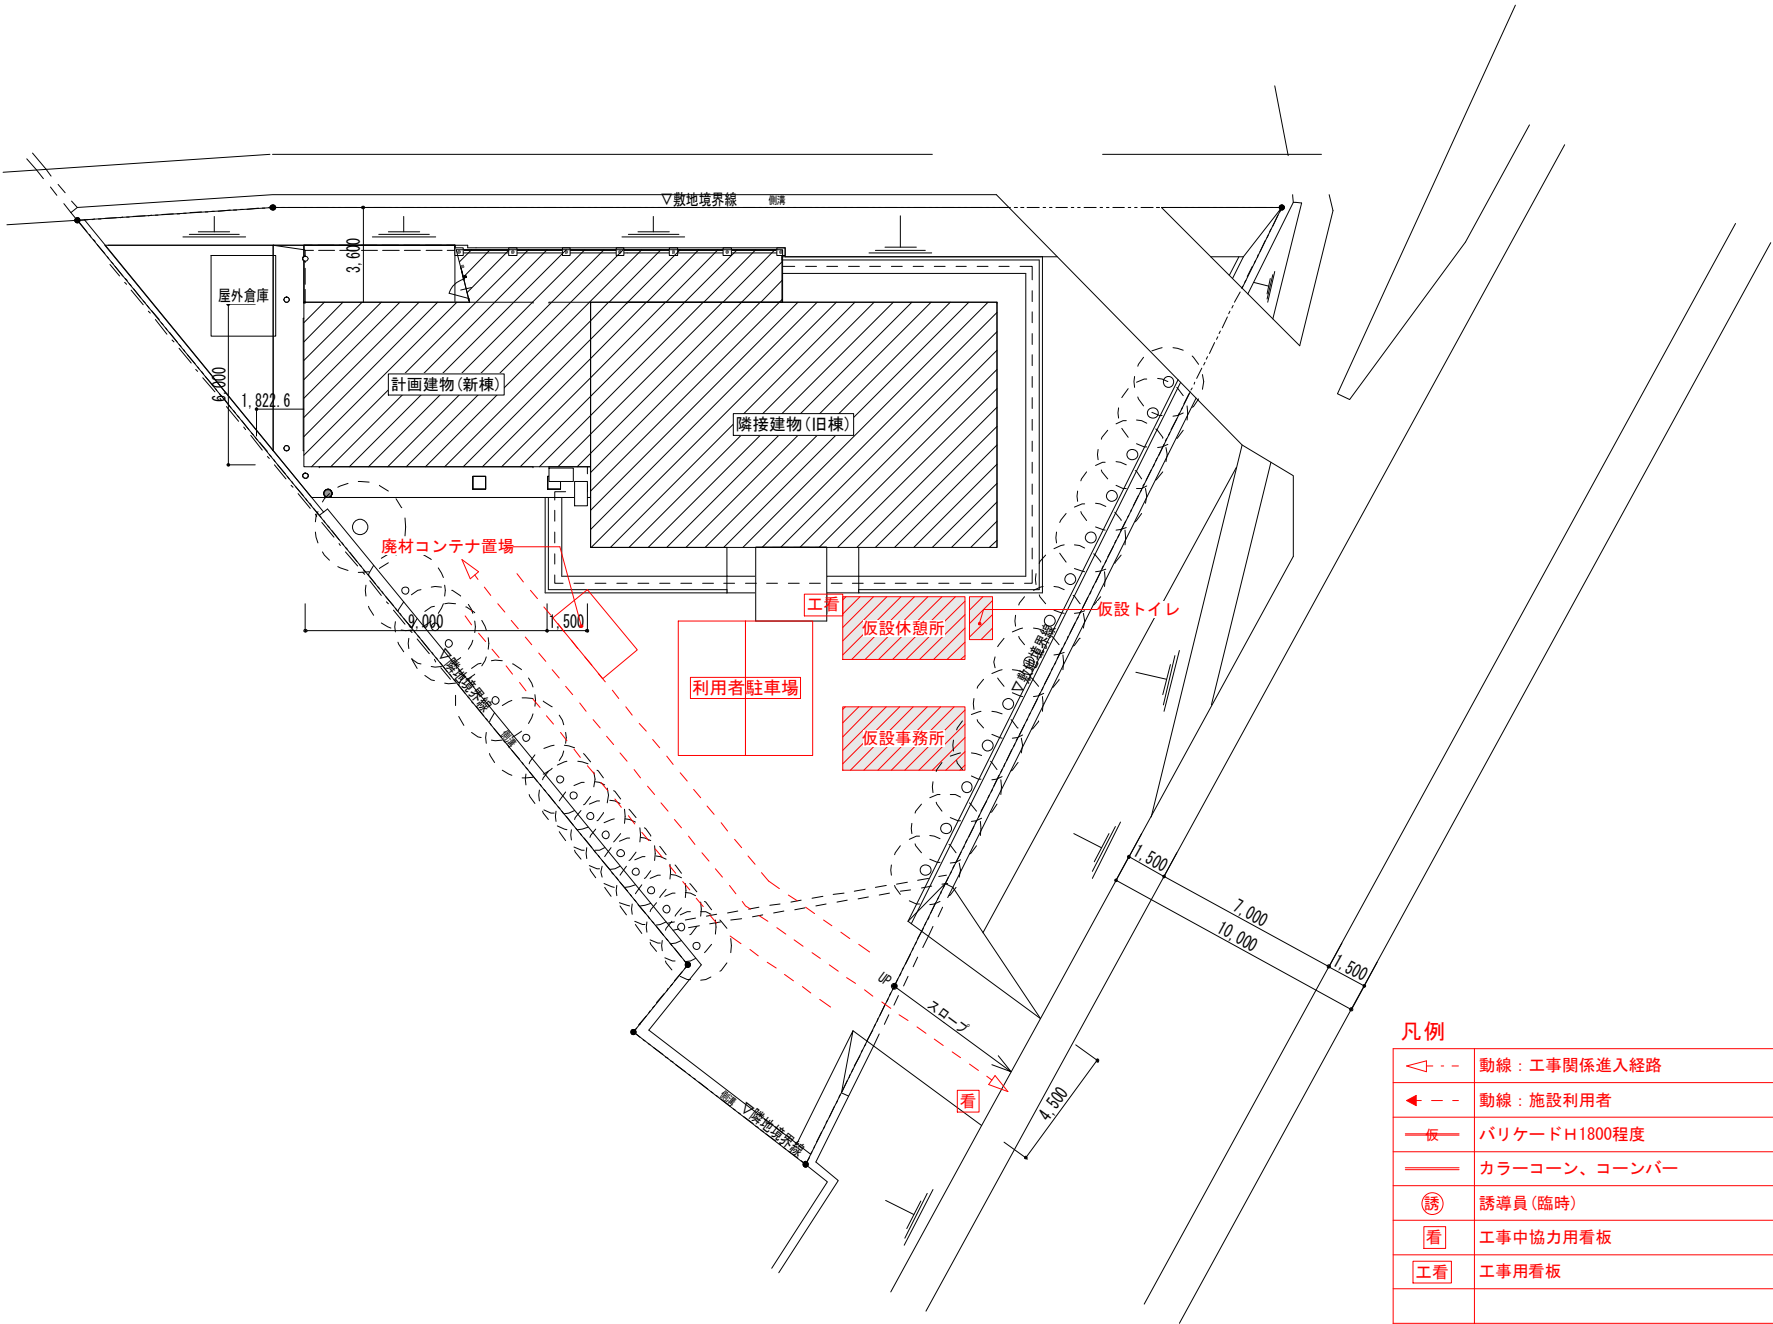 ▽敷地境界線
側溝
3,600
屋外倉庫
6,000
1,822.6
計画建物(新棟)
隣接建物(旧棟)
廃材コンテナ置場
9,000
1,500
工看
仮設休憩所
仮設トイレ
利用者駐車場
仮設事務所
▽隣地境界線
側溝
▽敷地境界線
1,500
7,000
10,000
1,500
UP
スロープ
看
4,500
側溝
▽隣地境界線
凡例
動線：工事関係進入経路
動線：施設利用者
仮 バリケードH1800程度
カラーコーン、コーンバー
誘 誘導員(臨時)
看 工事中協力用看板
工看 工事用看板